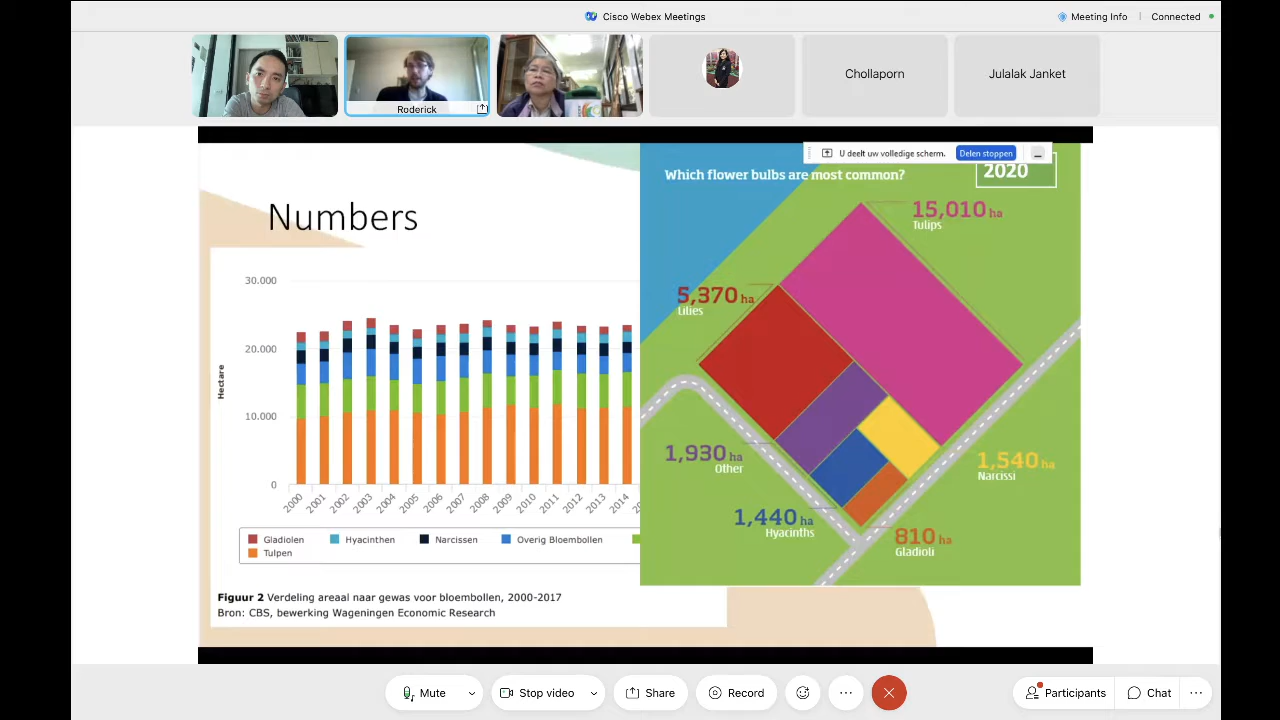 Cisco Webex Meetings
Meeting Info
Connected
Roderick
Chollaporn
Julalak Janket
U deelt uw volledige scherm.
Delen stoppen
Numbers
30.000
20.000
10.000
0
Hectare
2000 2001 2002 2003 2004 2005 2006 2007 2008 2009 2010 2011 2012 2013 2014
Gladiolen Hyacinthen Narcissen Overig Bloembollen
Tulpen
Figuur 2 Verdeling areaal naar gewas voor bloembollen, 2000-2017
Bron: CBS, bewerking Wageningen Economic Research
Which flower bulbs are most common?
2020
15,010 ha
Tulips
5,370 ha
Lilies
1,930 ha
Other
1,540 ha
Narcissi
1,440 ha
Hyacinths
810 ha
Gladioli
Mute
Stop video
Share
Record
Participants
Chat